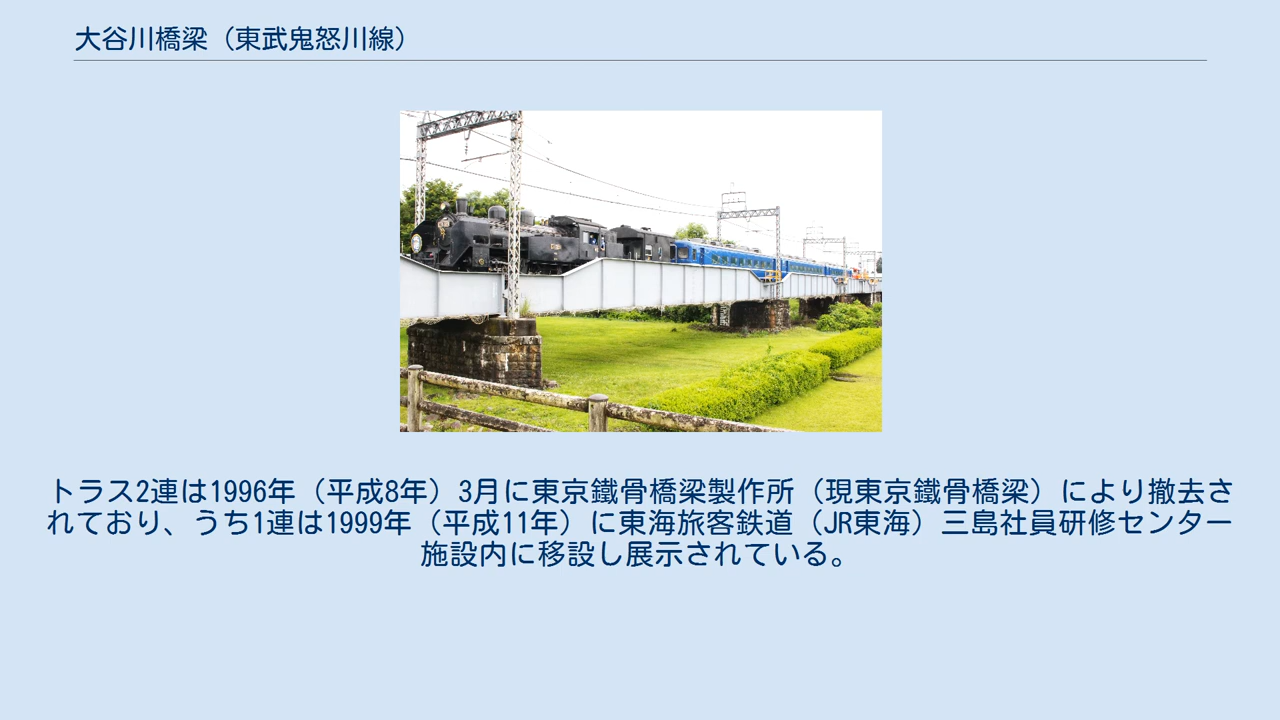 大谷川橋梁（東武鬼怒川線）
トラス2連は1996年（平成8年）3月に東京鐵骨橋梁製作所（現東京鐵骨橋梁）により撤去さ
れており、うち1連は1999年（平成11年）に東海旅客鉄道（JR東海）三島社員研修センター
施設内に移設し展示されている。